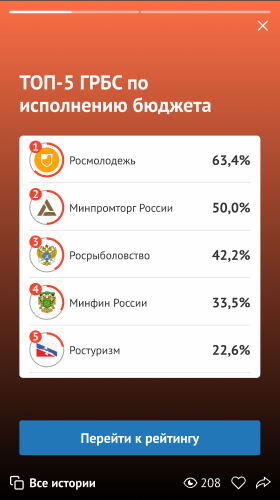 ТОП-5 ГРБС по
исполнению бюджета
1 Росмолодежь 63,4%
2 Минпромторг России 50,0%
3 Росрыболовство 42,2%
4 Минфин России 33,5%
5 Ростуризм 22,6%
Перейти к рейтингу
Все истории 208